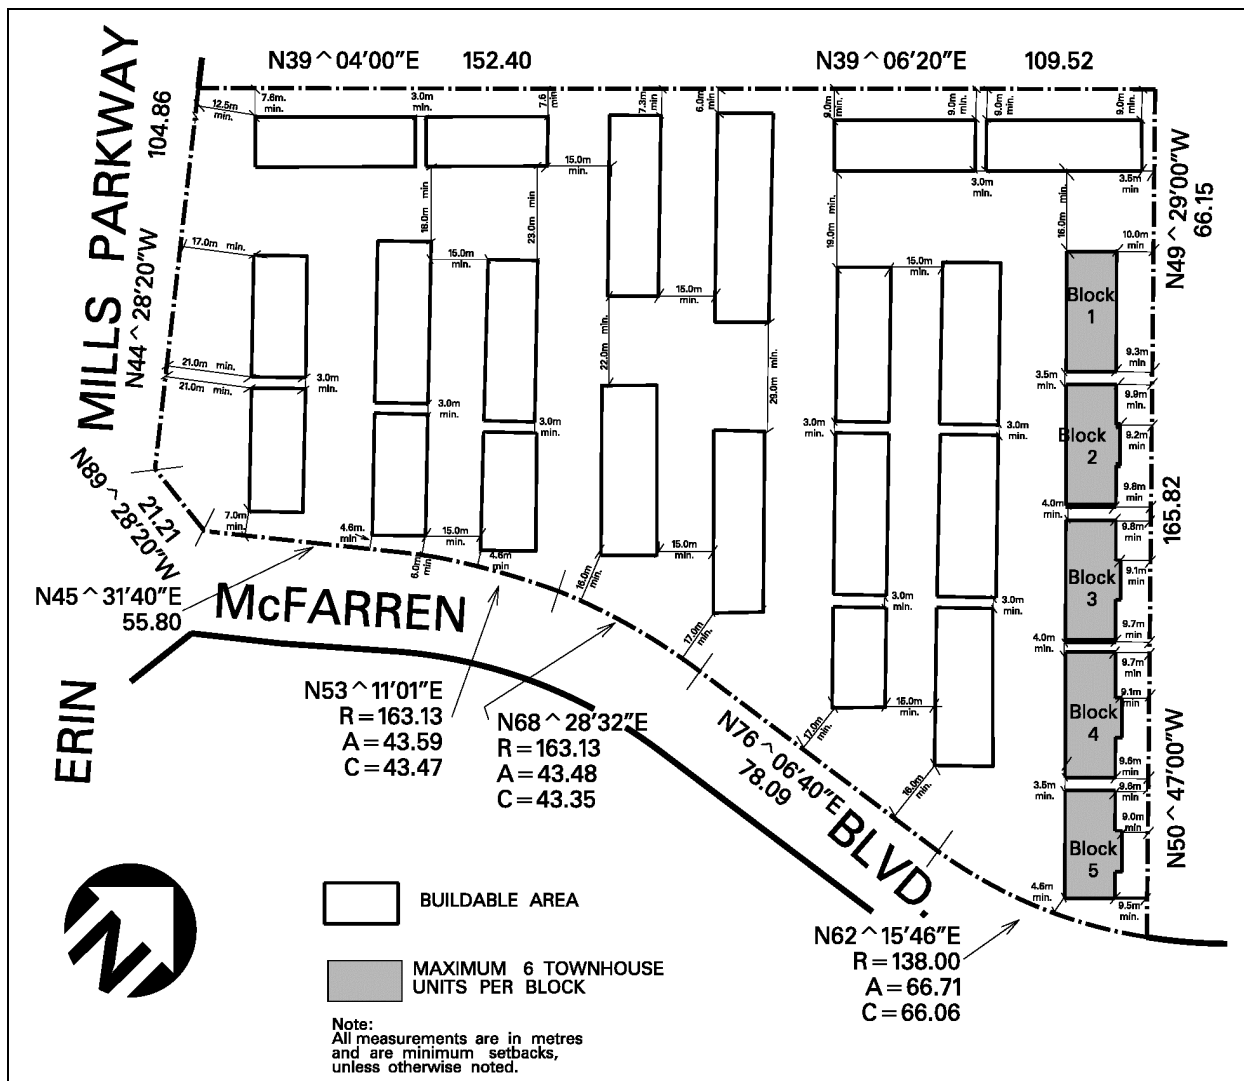 N39^04'00"E 152.40
N39^06'20"E 109.52
12.5m
min.
7.6m.
min.
3.0m
min.
7.6
min.
7.3m
min.
6.0m
min.
9.0m
min.
9.0m
min.
9.0m
min.
9.0m
min.
MILLS PARKWAY
104.86
N44^28'20"W
N49^29'00"W
66.15
15.0m
min.
18.0m min
23.0m min
3.0m
min.
3.5m
min.
19.0m min
16.0m min
17.0m min.
15.0m
min.
15.0m
min.
15.0m
min.
10.0m
min.
Block
1
22.0m min.
29.0m min.
21.0m min.
21.0m min.
3.0m
min.
3.5m
min.
9.3m
min
9.9m
min
3.0m
min.
3.0m
min.
3.0m
min.
3.0m
min.
Block
2
9.2m
min
9.8m
min
4.0m
min.
N89^28'20"W
21.21
7.0m
min.
4.6m.
min
6.0m
min.
15.0m
min.
4.6m
min
16.0m
min.
15.0m
min.
165.82
9.8m
min
Block
3
9.1m
min.
3.0m
min.
3.0m
min.
9.7m
min
4.0m
min.
N45^31'40"E
55.80
McFARREN
17.0m
min.
9.7m
min
9.1m
min.
Block
4
ERIN
N53^11'01"E
R=163.13
A=43.59
C=43.47
N68^28'32"E
R=163.13
A=43.48
C=43.35
N76^06'40"E
78.09
17.0m
min.
15.0m
min.
16.0m
min.
N50^47'00"W
9.6m
min
3.5m
min.
9.6m
min
9.0m
min
Block
5
4.6m
min.
9.5m
min.
BLVD.
N62^15'46"E
R=138.00
A=66.71
C=66.06
N
BUILDABLE AREA
MAXIMUM 6 TOWNHOUSE
UNITS PER BLOCK
Note:
All measurements are in metres
and are minimum setbacks,
unless otherwise noted.